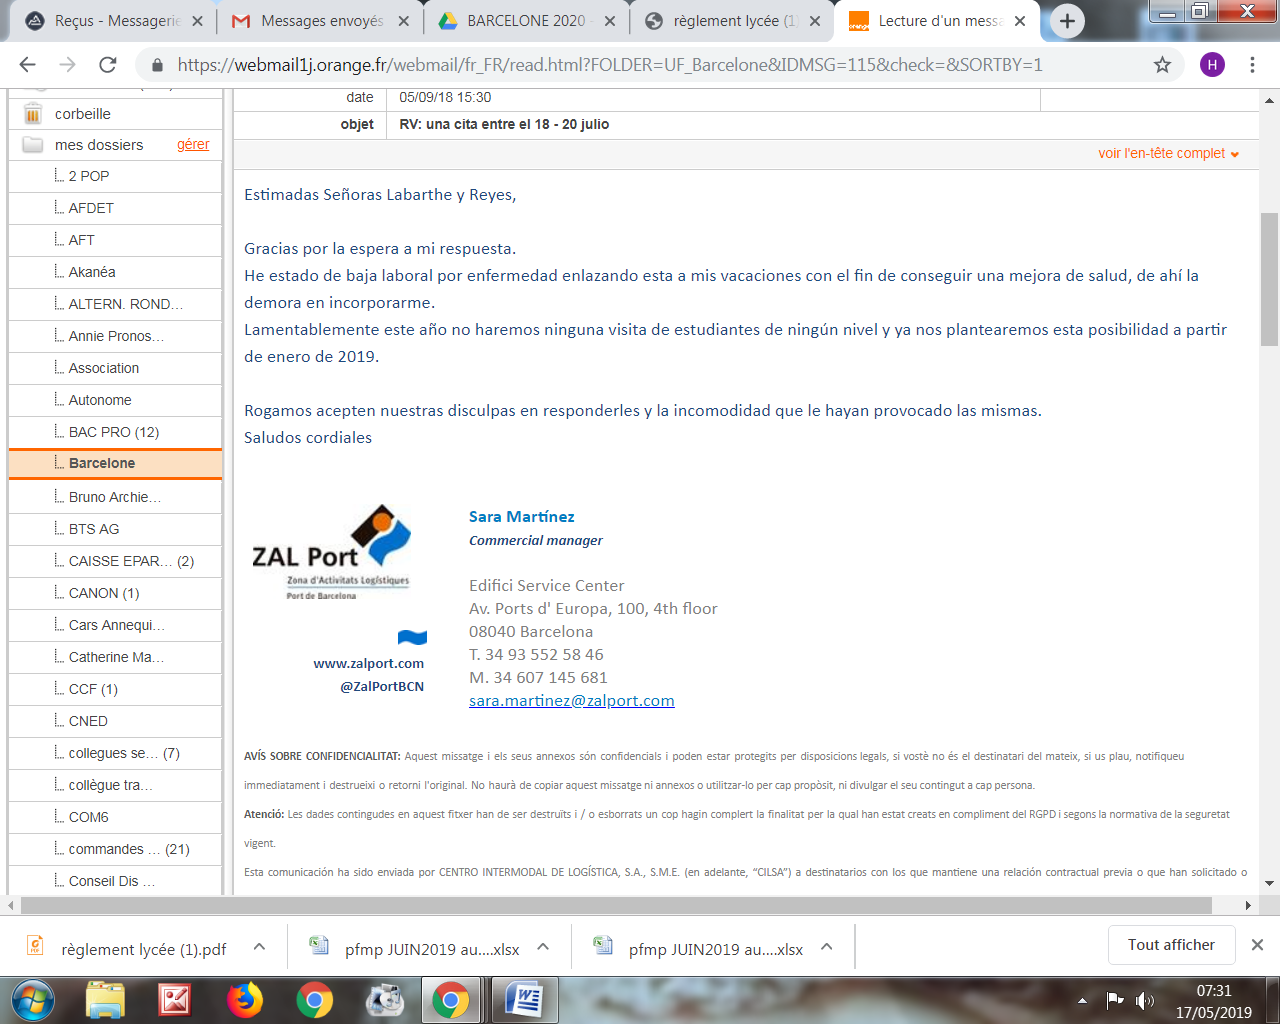 Reçus - Messagerie
Messages envoyés
BARCELONE 2020 -
règlement lycée (1)
Lecture d'un messa
https://webmail1j.orange.fr/webmail/fr_FR/read.html?FOLDER=UF_Barcelone&IDMSG=115&check=&SORTBY=1
H
corbeille
mes dossiers gérer
2 POP
AFDET
AFT
Akanéa
ALTERN. ROND...
Annie Pronos...
Association
Autonome
BAC PRO (12)
Barcelone
Bruno Archie...
BTS AG
CAISSE EPAR... (2)
CANON (1)
Cars Annequi...
Catherine Ma...
CCF (1)
CNED
collegues se... (7)
collègue tra...
COM6
commandes ... (21)
Conseil Dis ...
date 05/09/18 15:30
objet RV: una cita entre el 18 - 20 julio
voir l'en-tête complet
Estimadas Señoras Labarthe y Reyes,
Gracias por la espera a mi respuesta.
He estado de baja laboral por enfermedad enlazando esta a mis vacaciones con el fin de conseguir una mejora de salud, de ahí la
demora en incorporarme.
Lamentablemente este año no haremos ninguna visita de estudiantes de ningún nivel y ya nos plantearemos esta posibilidad a partir
de enero de 2019.
Rogamos acepten nuestras disculpas en responderles y la incomodidad que le hayan provocado las mismas.
Saludos cordiales
ZAL Port
Zona d'Activitats Logístiques
Port de Barcelona
www.zalport.com
@ZalPortBCN
Sara Martínez
Commercial manager
Edifici Service Center
Av. Ports d' Europa, 100, 4th floor
08040 Barcelona
T. 34 93 552 58 46
M. 34 607 145 681
sara.martinez@zalport.com
AVÍS SOBRE CONFIDENCIALITAT: Aquest missatge i els seus annexos són confidencials i poden estar protegits per disposicions legals, si vostè no és el destinatari del mateix, si us plau, notifiqueu
immediatament i destrueixi o retorni l'original. No haurà de copiar aquest missatge ni annexos o utilitzar-lo per cap propòsit, ni divulgar el seu contingut a cap persona.
Atenció: Les dades contingudes en aquest fitxer han de ser destruïts i / o esborrats un cop hagin complert la finalitat per la qual han estat creats en compliment del RGPD i segons la normativa de la seguretat
vigent.
Esta comunicación ha sido enviada por CENTRO INTERMODAL DE LOGÍSTICA, S.A., S.M.E. (en adelante, “CILSA”) a destinatarios con los que mantiene una relación contractual previa o que han solicitado o
règlement lycée (1).pdf
pfmp JUIN2019 au....xlsx
pfmp JUIN2019 au....xlsx
Tout afficher
07:31
17/05/2019